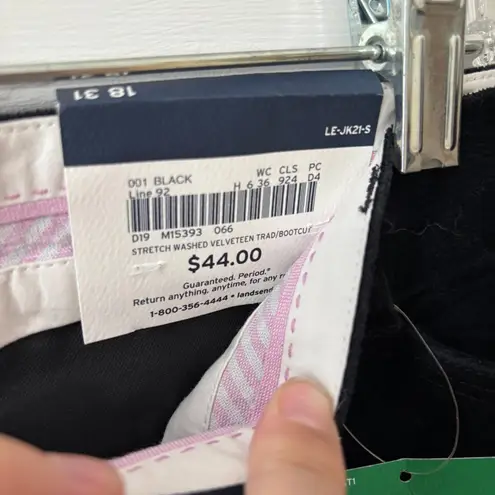 18 31
LE-JK21-S
001 BLACK WC CLS PC
Line 92 H 6 36 924 D4
D19 M15393 066
STRETCH WASHED VELVETEEN TRAD/BOOTCU
$44.00
Guaranteed. Period.®
Return anything, anytime, for any
1-800-356-4444 • landsend